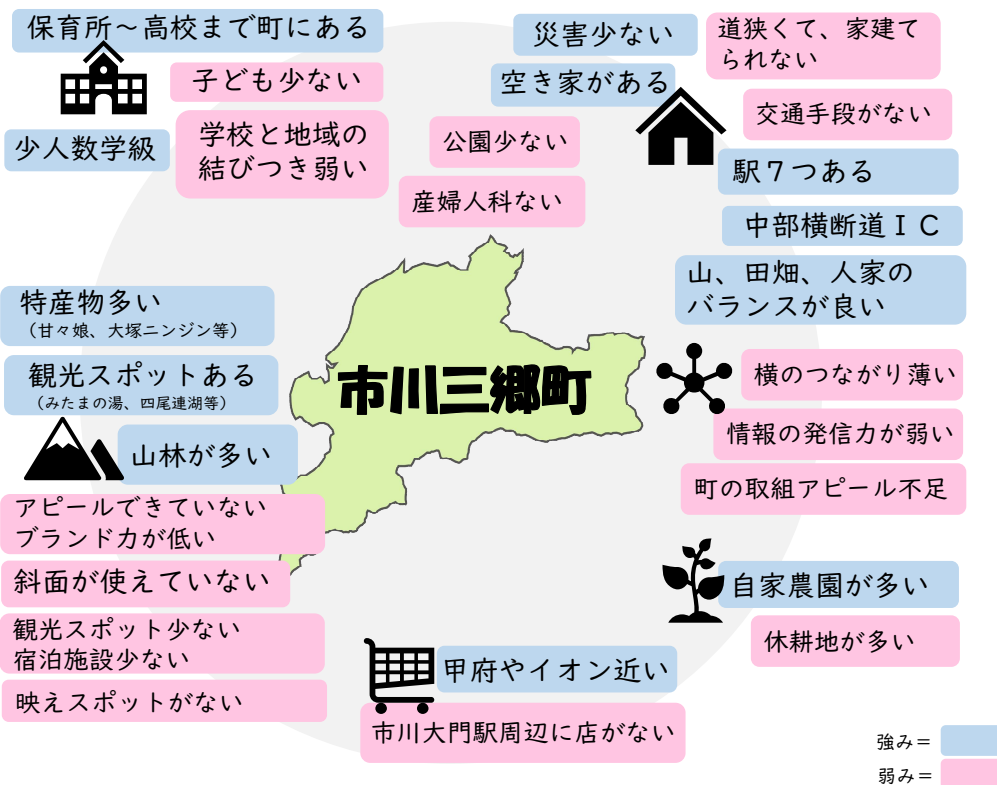 保育所～高校まで町にある
子ども少ない
少人数学級
学校と地域の
結びつき弱い
公園少ない
産婦人科ない
災害少ない
空き家がある
道狭くて、家建て
られない
交通手段がない
駅７つある
中部横断道ＩＣ
山、田畑、人家の
バランスが良い
特産物多い
（甘々娘、大塚ニンジン等）
観光スポットある
（みたまの湯、四尾連湖等）
山林が多い
アピールできていない
ブランド力が低い
斜面が使えていない
観光スポット少ない
宿泊施設少ない
映えスポットがない
市川三郷町
横のつながり薄い
情報の発信力が弱い
町の取組アピール不足
自家農園が多い
休耕地が多い
甲府やイオン近い
市川大門駅周辺に店がない
強み＝
弱み＝